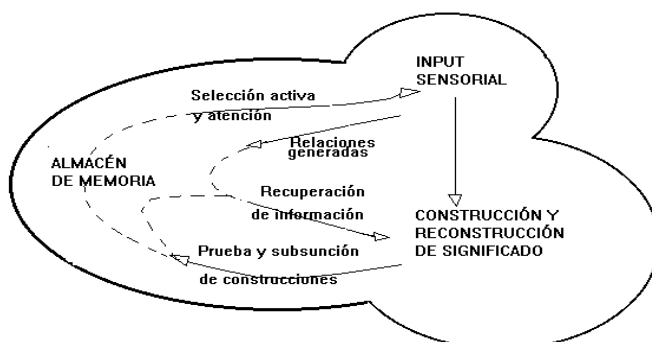 INPUT
SENSORIAL
Selección activa
y atención
Relaciones
generadas
ALMACÉN
DE MEMORIA
Recuperación
de información
CONSTRUCCIÓN Y
RECONSTRUCCIÓN
DE SIGNIFICADO
Prueba y subsunción
de construcciones